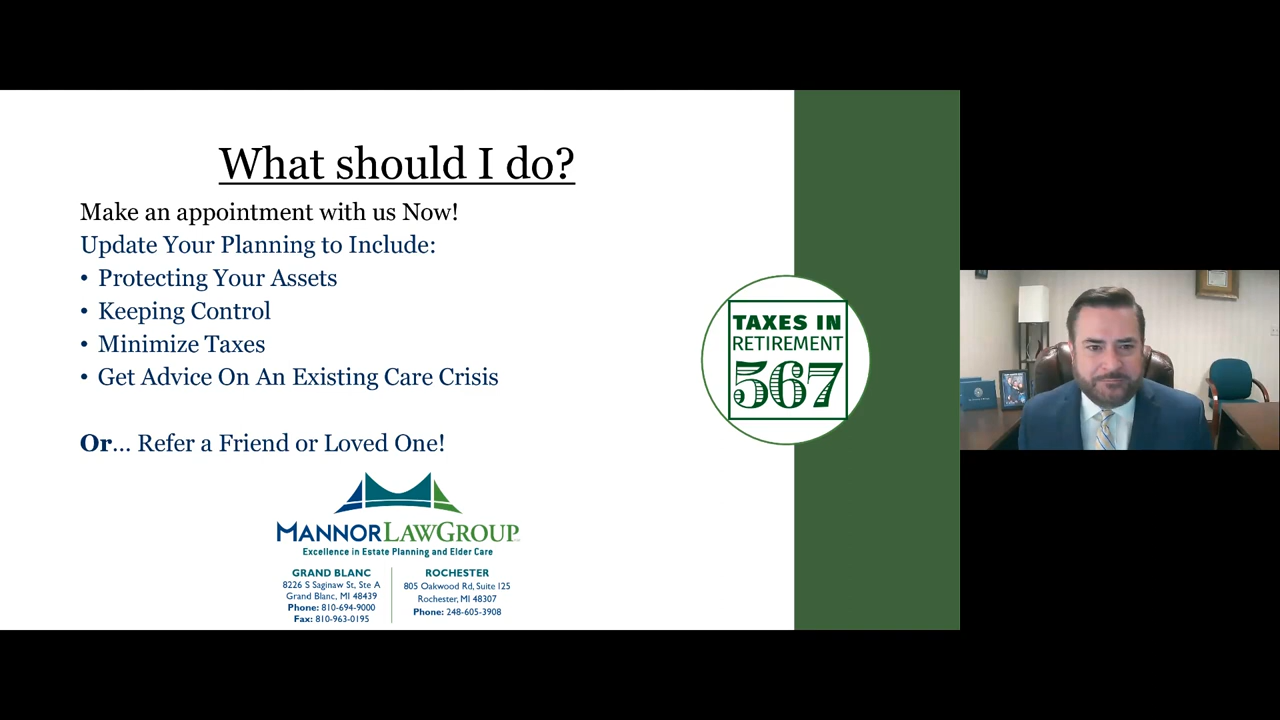 What should I do?
Make an appointment with us Now!
Update Your Planning to Include:
• Protecting Your Assets
• Keeping Control
• Minimize Taxes
• Get Advice On An Existing Care Crisis
Or... Refer a Friend or Loved One!
TAXES IN
RETIREMENT
567
MANNORLAWGROUP
Excellence in Estate Planning and Elder Care
GRAND BLANC
8226 S Saginaw St, Ste A
Grand Blanc, MI 48439
Phone: 810-694-9000
Fax: 810-963-0195
ROCHESTER
805 Oakwood Rd, Suite 125
Rochester, MI 48307
Phone: 248-605-3908